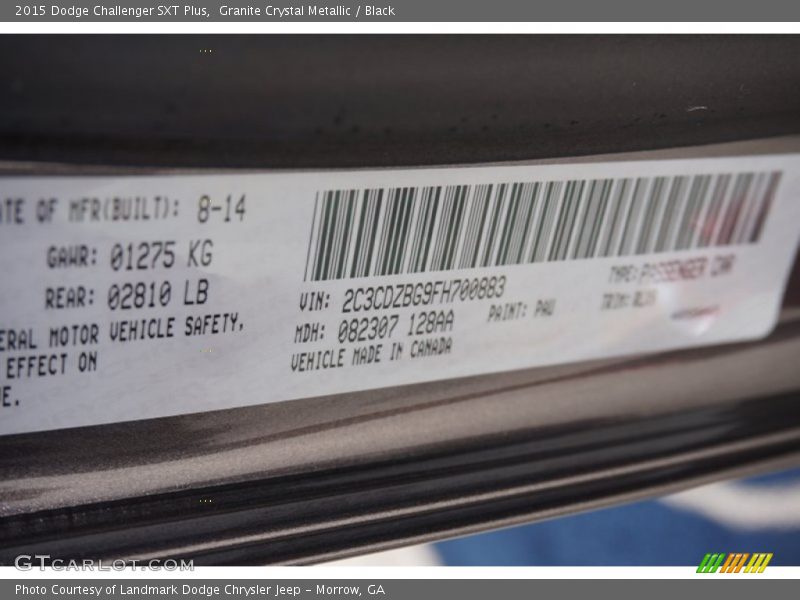 2015 Dodge Challenger SXT Plus, Granite Crystal Metallic / Black
ATE OF MFR(BUILT): 8-14
GAWR: 01275 KG
REAR: 02810 LB
ERAL MOTOR VEHICLE SAFETY,
EFFECT ON
E.
VIN: 2C3CDZBG9FH700883
MDH: 082307 128AA
VEHICLE MADE IN CANADA
PAINT: PAU
TYPE: PASSENGER CAR
TRIM:
GTCARLOT.COM
Photo Courtesy of Landmark Dodge Chrysler Jeep – Morrow, GA